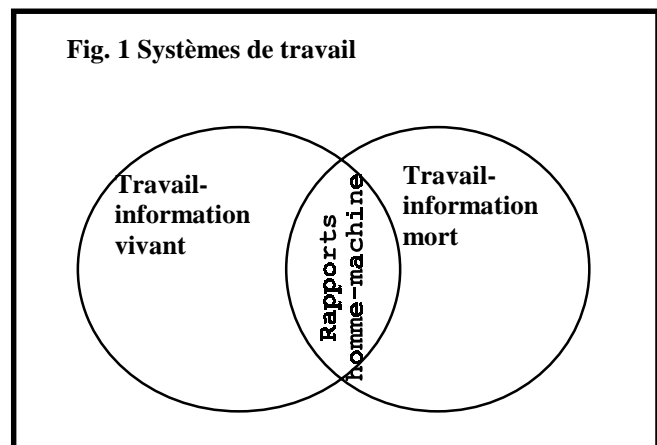 Fig. 1 Systèmes de travail
Travail-
information
vivant
Rapports
homme-machine
Travail-
information
mort